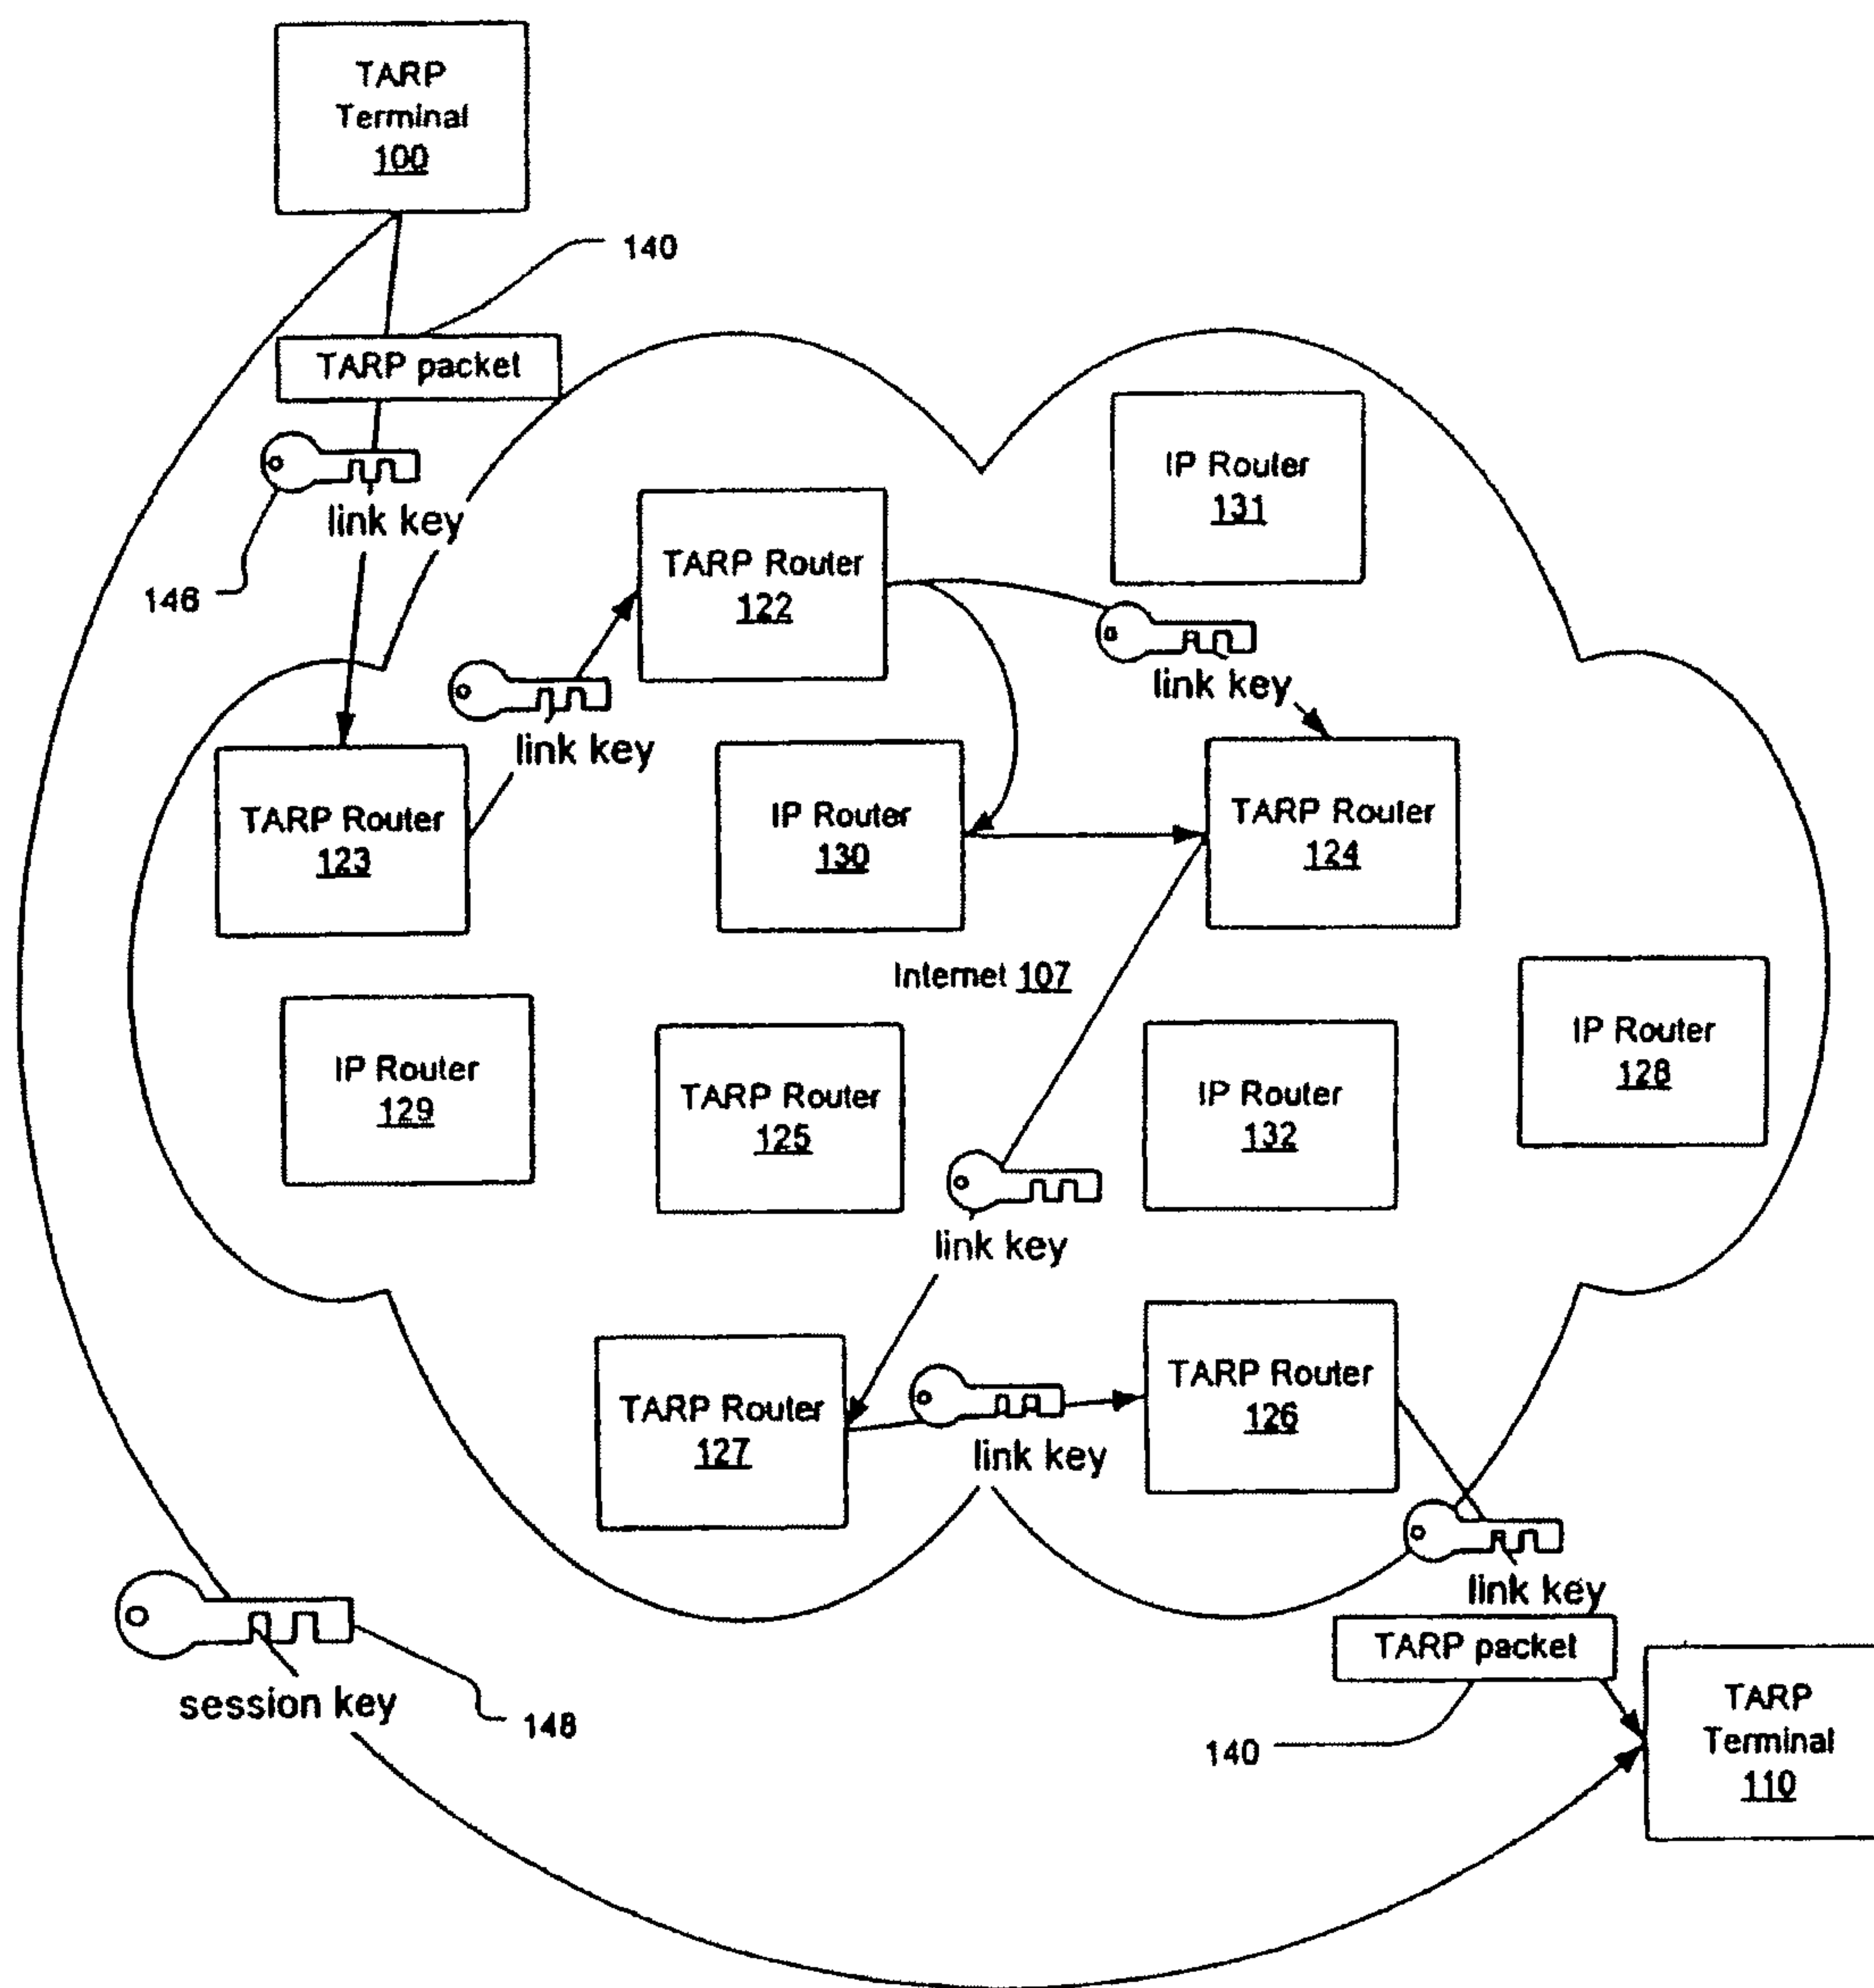 TARP
Terminal
100
140
TARP packet
link key
146
IP Router
131
TARP Router
122
link key
link key
TARP Router
123
IP Router
130
TARP Router
124
Internet 107
IP Router
129
TARP Router
125
IP Router
132
IP Router
128
link key
TARP Router
127
link key
TARP Router
126
link key
session key
148
TARP packet
140
TARP
Terminal
110